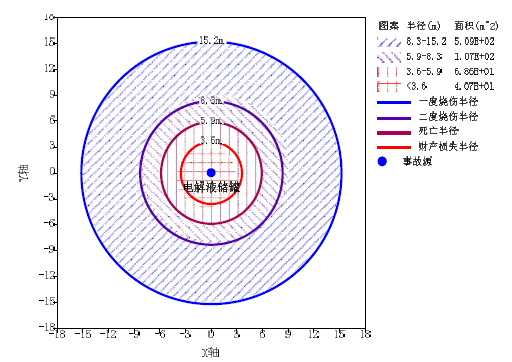 图案 半径(m) 面积(m^2)
8.3-15.2 5.09E+02
5.9-8.3 1.07E+02
3.6-5.9 6.86E+01
<3.6 4.07E+01
一度烧伤半径
二度烧伤半径
死亡半径
财产损失半径
事故源
15.2m
8.3m
5.9m
3.6m
电解液储罐
Y轴
18
15
12
9
6
3
0
-3
-6
-9
-12
-15
-18
-18 -15 -12 -9 -6 -3 0 3 6 9 12 15 18
X轴